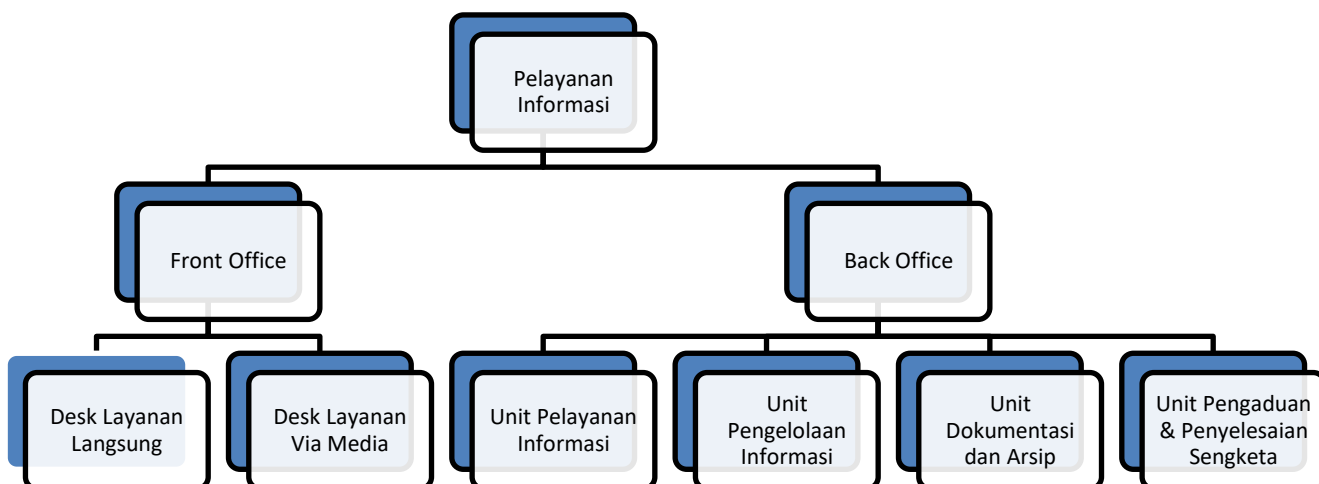 Pelayanan
Informasi
Front Office
Back Office
Desk Layanan
Langsung
Desk Layanan
Via Media
Unit Pelayanan
Informasi
Unit
Pengelolaan
Informasi
Unit
Dokumentasi
dan Arsip
Unit Pengaduan
& Penyelesaian
Sengketa